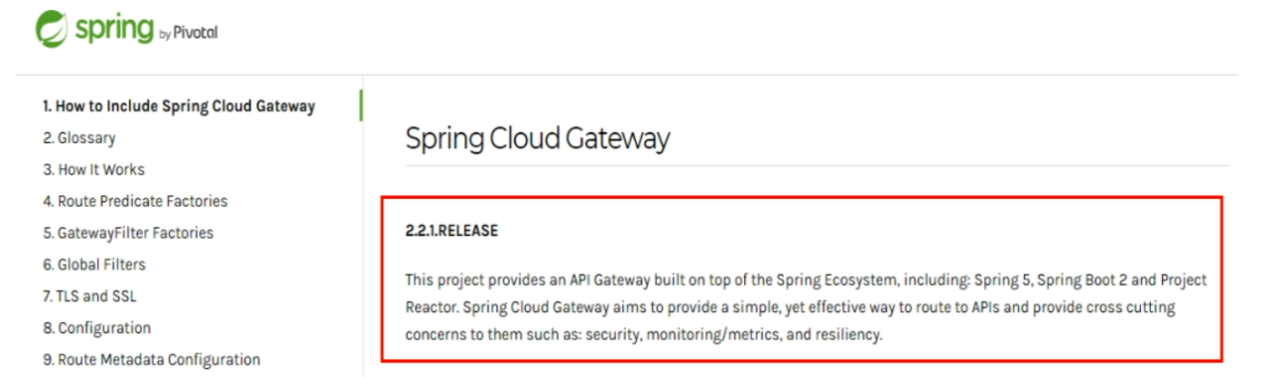 spring by Pivotal
1. How to Include Spring Cloud Gateway
2. Glossary
3. How It Works
4. Route Predicate Factories
5. GatewayFilter Factories
6. Global Filters
7. TLS and SSL
8. Configuration
9. Route Metadata Configuration
Spring Cloud Gateway
2.2.1.RELEASE
This project provides an API Gateway built on top of the Spring Ecosystem, including: Spring 5, Spring Boot 2 and Project
Reactor. Spring Cloud Gateway aims to provide a simple, yet effective way to route to APIs and provide cross cutting
concerns to them such as: security, monitoring/metrics, and resiliency.